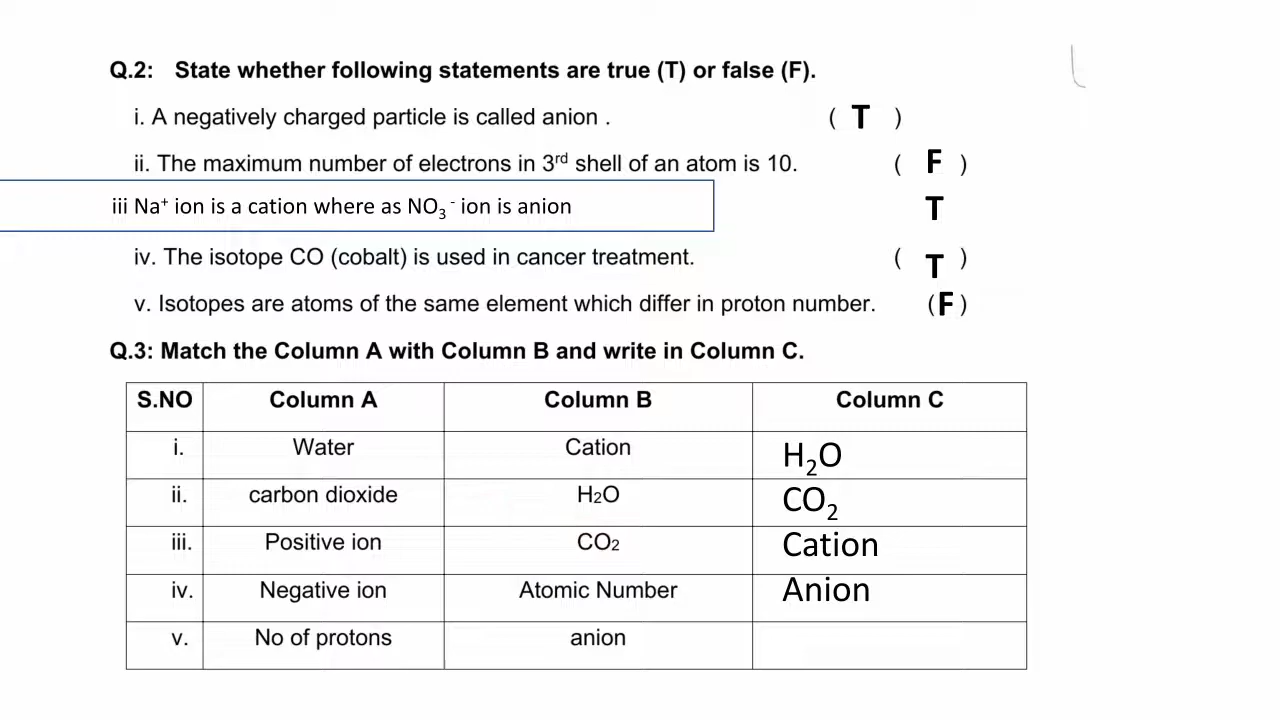 Q.2: State whether following statements are true (T) or false (F).
i. A negatively charged particle is called anion . ( T )
ii. The maximum number of electrons in 3rd shell of an atom is 10. ( F )
iii Na⁺ ion is a cation where as NO₃⁻ ion is anion T
iv. The isotope CO (cobalt) is used in cancer treatment. ( T )
v. Isotopes are atoms of the same element which differ in proton number. (F)
Q.3: Match the Column A with Column B and write in Column C.
S.NO Column A Column B Column C
i. Water Cation H₂O
ii. carbon dioxide H₂O CO₂
iii. Positive ion CO₂ Cation
iv. Negative ion Atomic Number Anion
v. No of protons anion